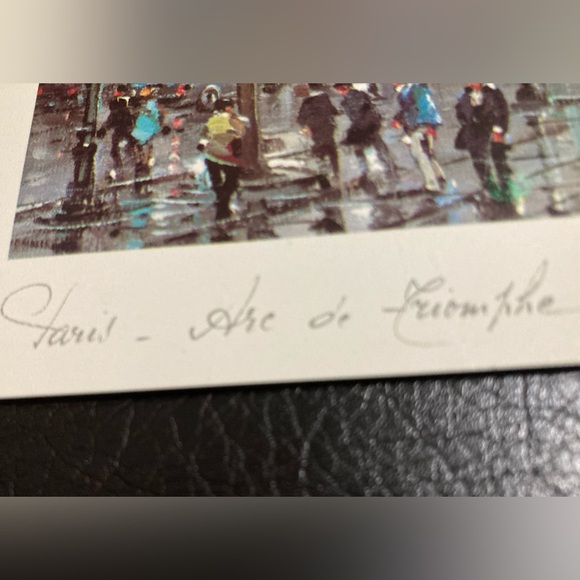 Paris - Arc de Triomphe